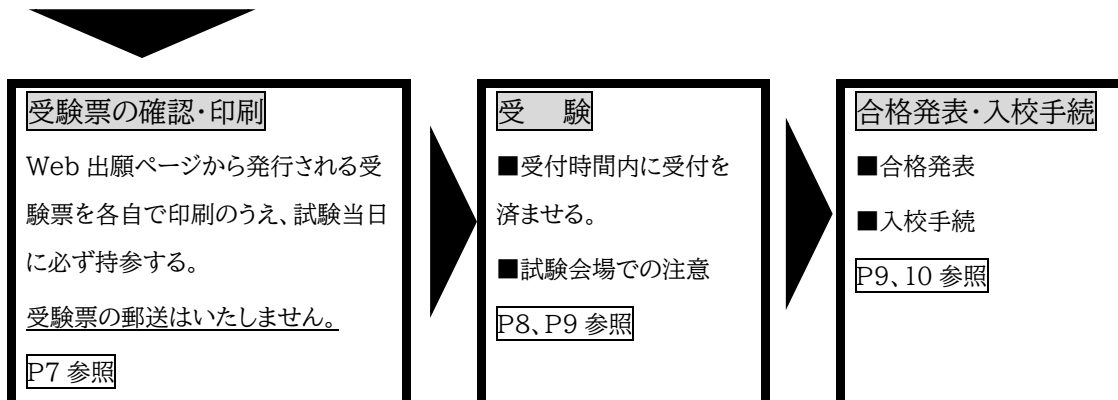 受験票の確認・印刷
Web 出願ページから発行される受
験票を各自で印刷のうえ、試験当日
に必ず持参する。
受験票の郵送はいたしません。
P7 参照
受　験
■受付時間内に受付を
済ませる。
■試験会場での注意
P8、P9 参照
合格発表・入校手続
■合格発表
■入校手続
P9、10 参照